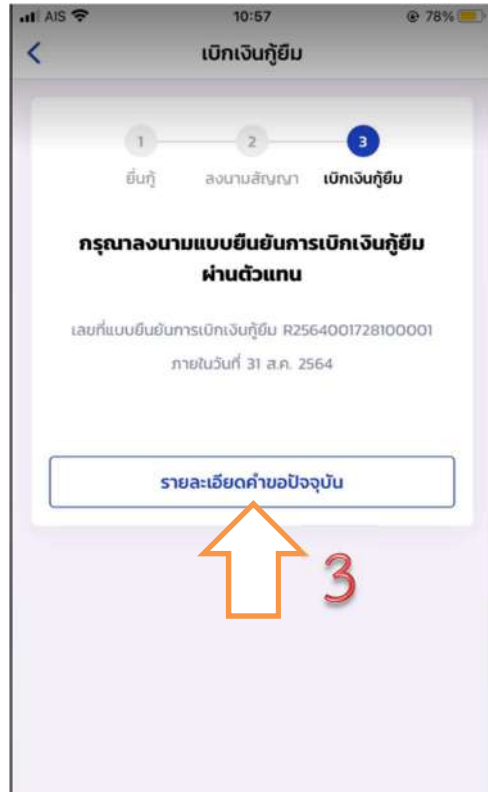 AIS 10:57 78%
เบิกเงินกู้ยืม
1 2 3
ยื่นกู้ ลงนามสัญญา เบิกเงินกู้ยืม
กรุณาลงนามแบบยืนยันการเบิกเงินกู้ยืม
ผ่านตัวแทน
เลขที่แบบยืนยันการเบิกเงินกู้ยืม R2564001728100001
ภายในวันที่ 31 ส.ค. 2564
รายละเอียดคำขอปัจจุบัน
3